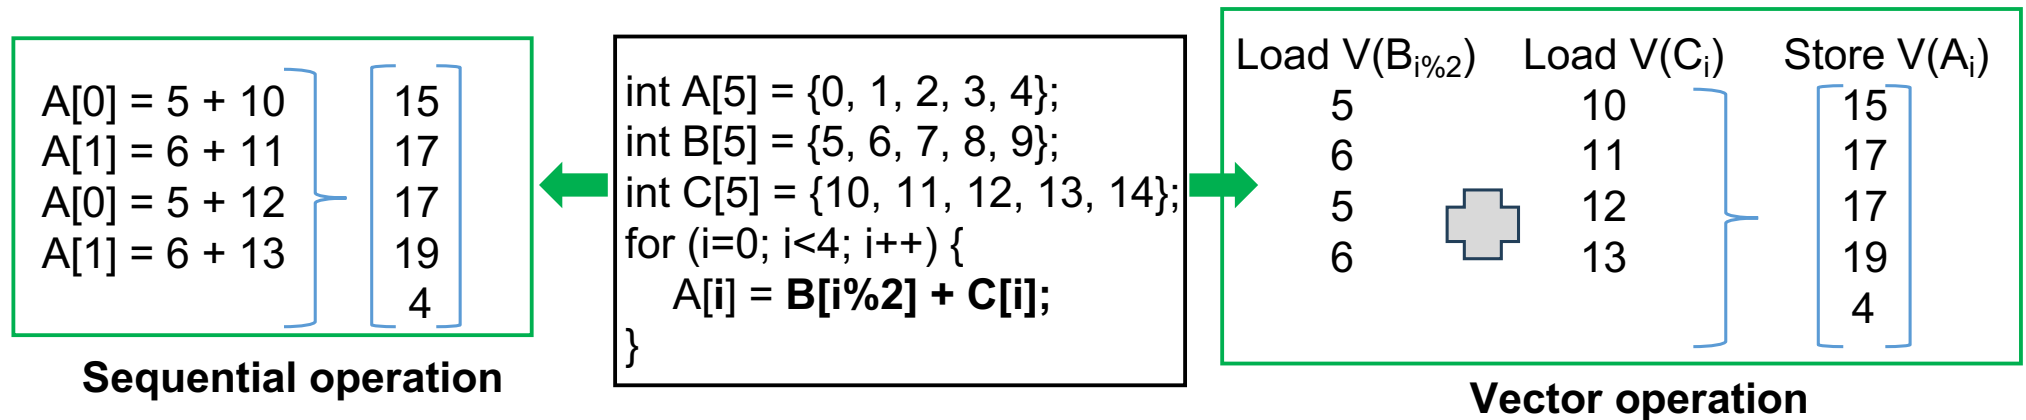 A[0] = 5 + 10
A[1] = 6 + 11
A[0] = 5 + 12
A[1] = 6 + 13
15
17
17
19
4
Sequential operation
int A[5] = {0, 1, 2, 3, 4};
int B[5] = {5, 6, 7, 8, 9};
int C[5] = {10, 11, 12, 13, 14};
for (i=0; i<4; i++) {
A[i] = B[i%2] + C[i];
}
Load V(B_{i%2}) Load V(C_i) Store V(A_i)
5 10 15
6 11 17
5 12 17
6 13 19
4
Vector operation